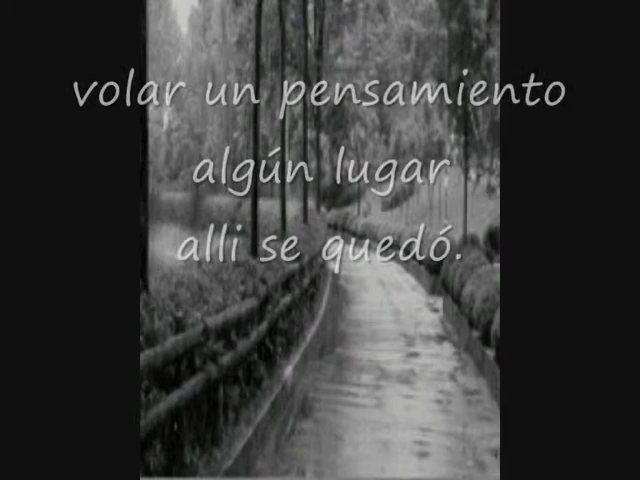 volar un pensamiento
algún lugar
alli se quedó.